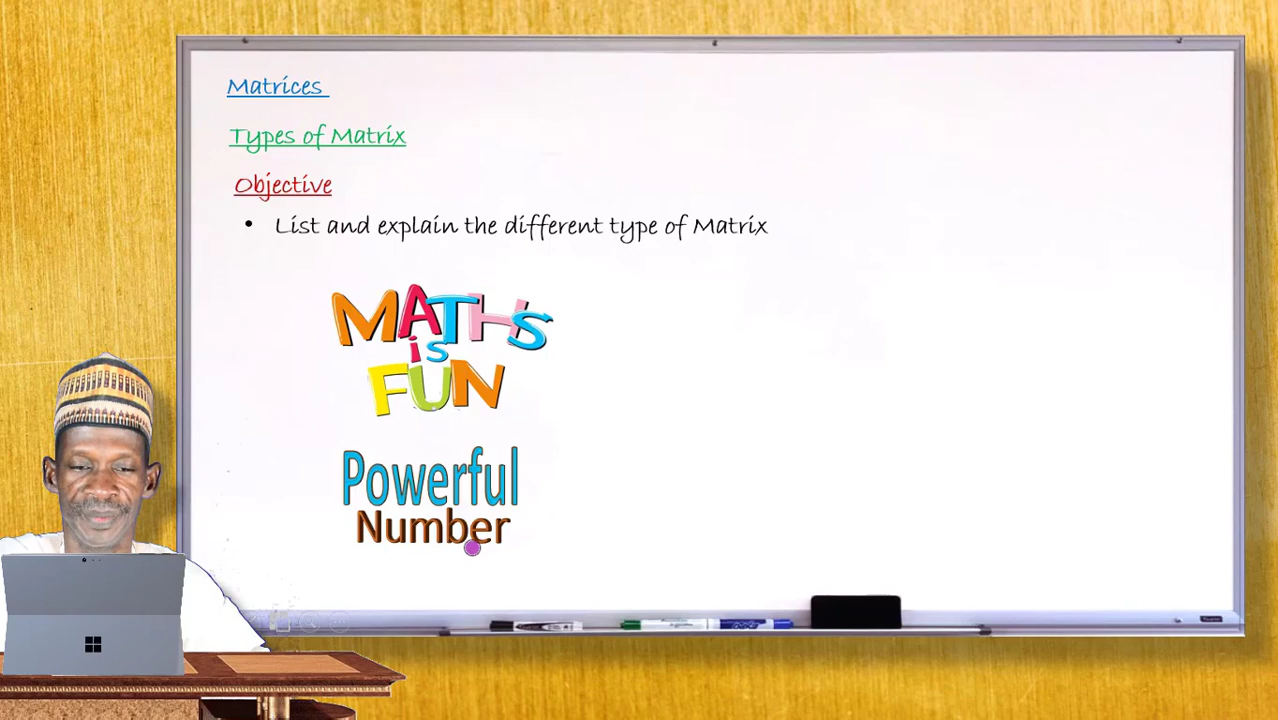 Matrices
Types of Matrix
Objective
• List and explain the different type of Matrix
MATHS
is
FUN
Powerful
Number